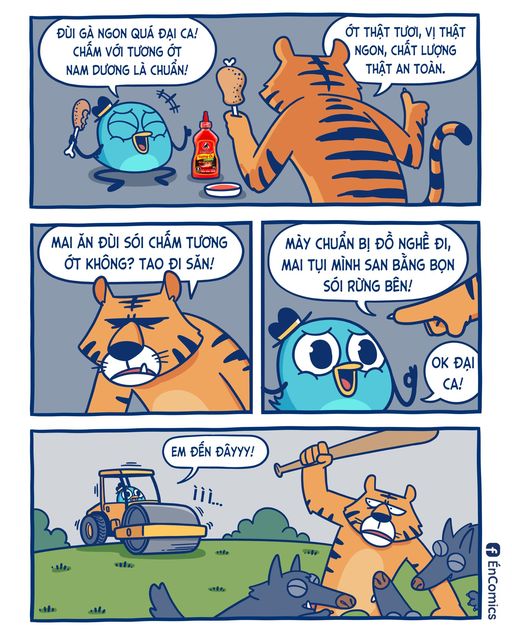 ĐÙI GÀ NGON QUÁ ĐẠI CA!
CHẤM VỚI TƯƠNG ỚT
NAM DƯƠNG LÀ CHUẨN!
ỚT THẬT TƯƠI, VỊ THẬT
NGON, CHẤT LƯỢNG
THẬT AN TOÀN.
MAI ĂN ĐÙI SÓI CHẤM TƯƠNG
ỚT KHÔNG? TAO ĐI SĂN!
MÀY CHUẨN BỊ ĐỒ NGHỀ ĐI,
MAI TỤI MÌNH SAN BẰNG BỌN
SÓI RỪNG BÊN!
OK ĐẠI
CA!
EM ĐẾN ĐÂYYY!
ÌÌÌ...
ÉnComics